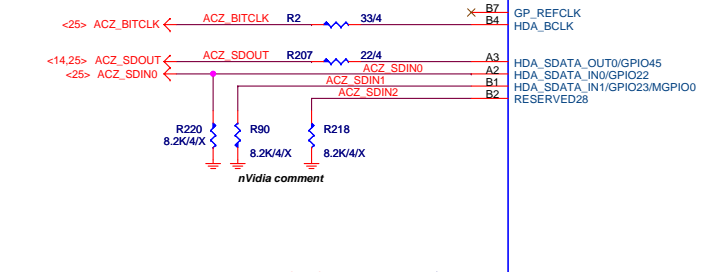 B7 GP_REFCLK
<25> ACZ_BITCLK ACZ_BITCLK R2 33/4 B4 HDA_BCLK
<14,25> ACZ_SDOUT ACZ_SDOUT R207 22/4 A3 HDA_SDATA_OUT0/GPIO45
<25> ACZ_SDIN0 ACZ_SDIN0 A2 HDA_SDATA_IN0/GPIO22
ACZ_SDIN1 B1 HDA_SDATA_IN1/GPIO23/MGPIO0
ACZ_SDIN2 B2 RESERVED28
R220 R90 R218
8.2K/4/X 8.2K/4/X 8.2K/4/X
nVidia comment